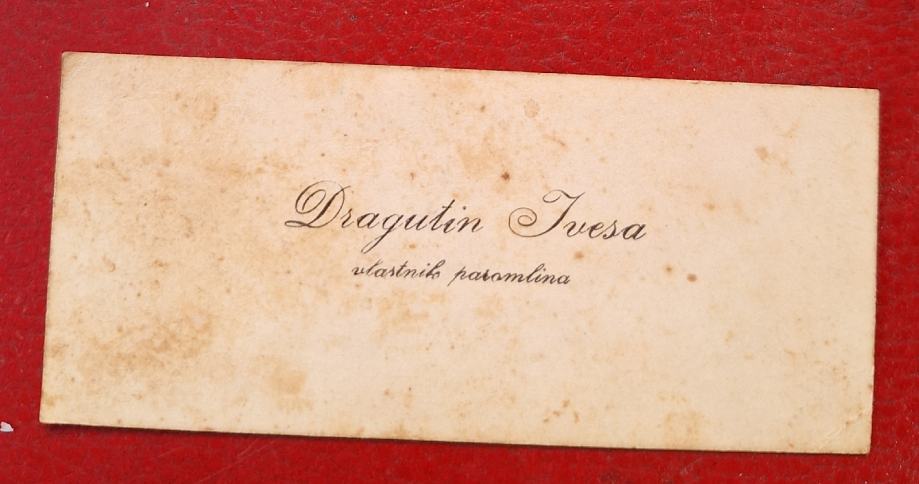 Dragutin Ivesa
vlastnik paromlina